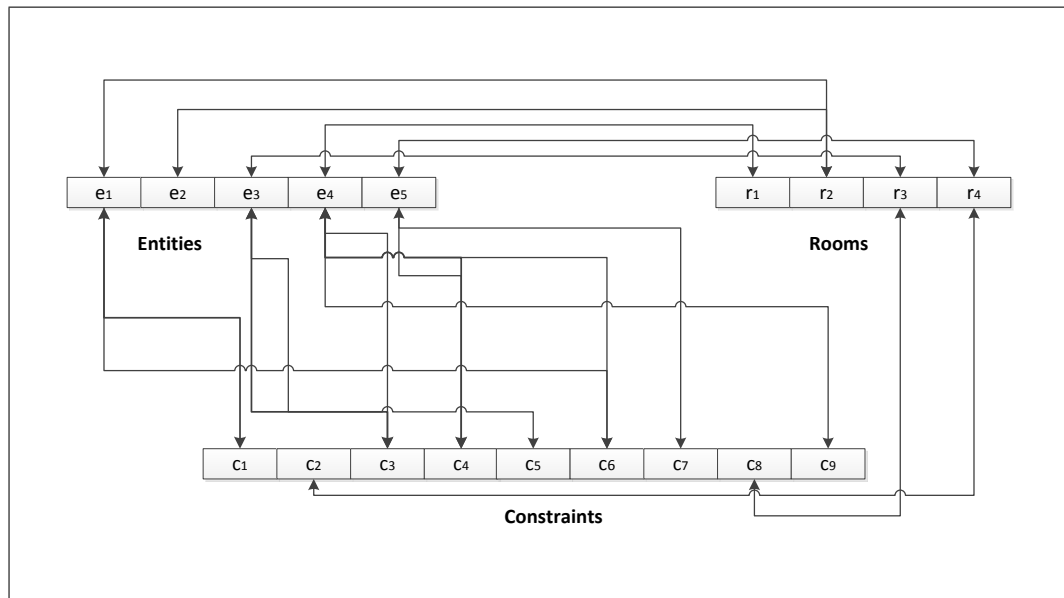 e1 e2 e3 e4 e5 r1 r2 r3 r4
Entities Rooms
c1 c2 c3 c4 c5 c6 c7 c8 c9
Constraints